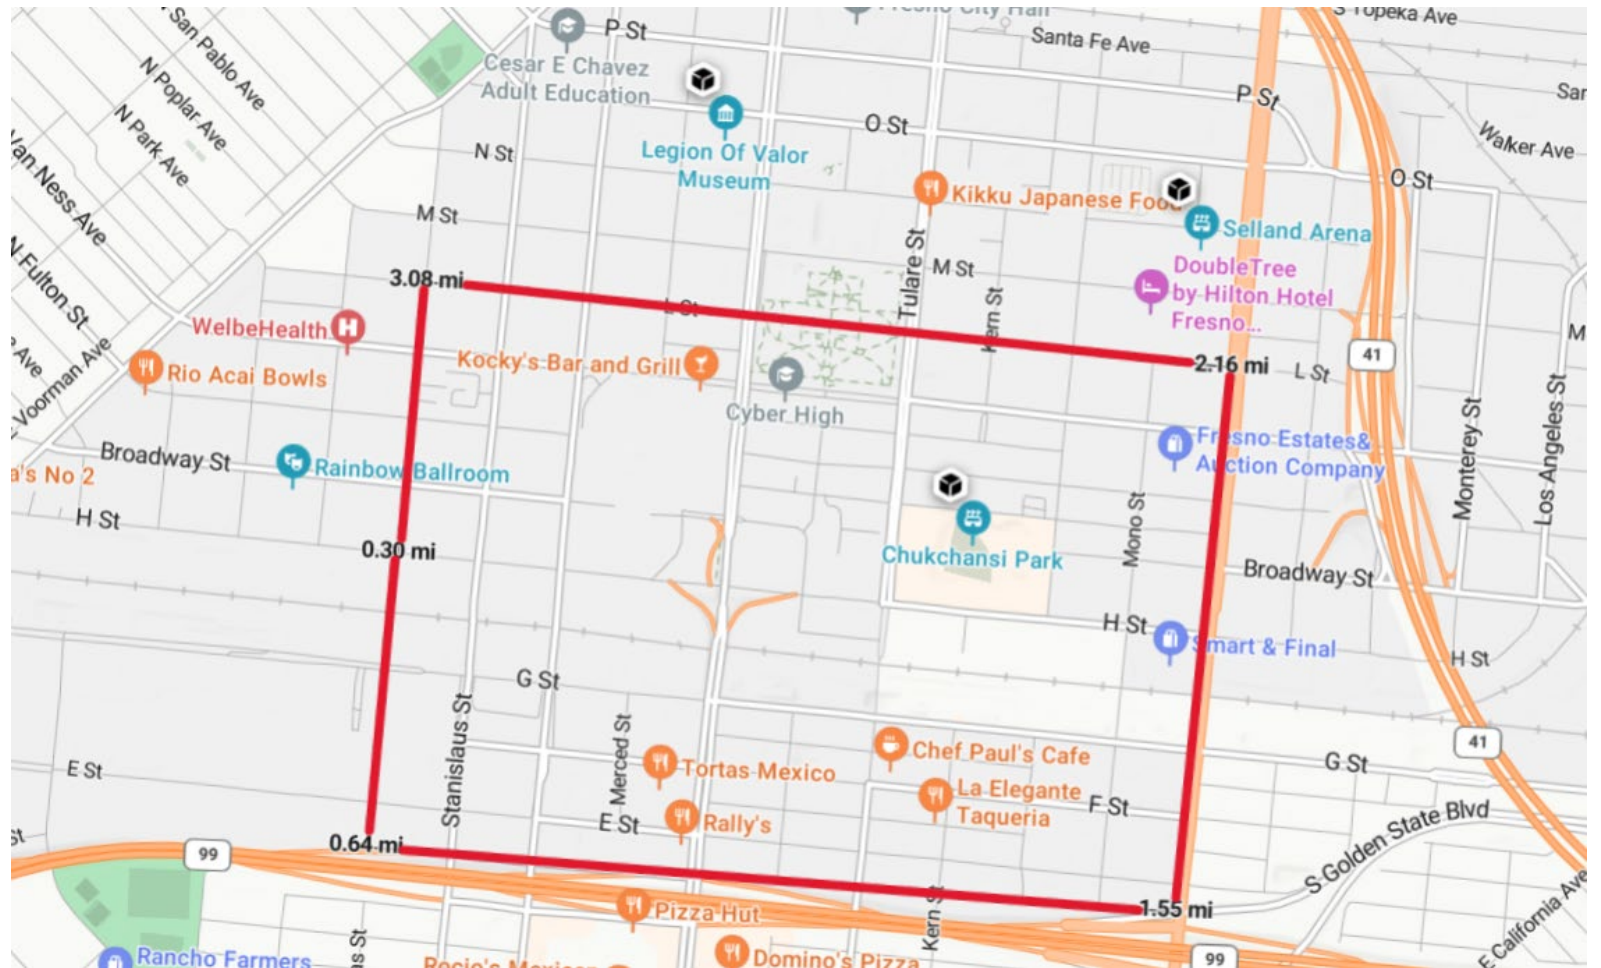 S Topeka Ave
San Pablo Ave
P St
Fresno City Hall
Santa Fe Ave
Cesar E Chavez
Adult Education
N Poplar Ave
P St
N Park Ave
O St
Walker Ave
N St
Legion Of Valor
Museum
O St
Van Ness Ave
M St
Kikku Japanese Food
Selland Arena
N Fulton St
Tulare St
M St
DoubleTree
by Hilton Hotel
Fresno...
3.08 mi
L St
Kern St
WelbeHealth
41
Kocky's Bar and Grill
2.16 mi
L St
Rio Acai Bowls
Voorman Ave
Cyber High
Fresno Estates&
Auction Company
Monterey St
Los Angeles St
Broadway St
Rainbow Ballroom
a's No 2
H St
Mono St
0.30 mi
Chukchansi Park
Broadway St
H St
Smart & Final
H St
G St
Stanislaus St
Merced St
Chef Paul's Cafe
41
G St
E St
Tortas Mexico
La Elegante
Taqueria
F St
E St
Rally's
S Golden State Blvd
0.64 mi
99
Kern St
1.55 mi
Pizza Hut
E California Ave
Rancho Farmers
Domino's Pizza
99